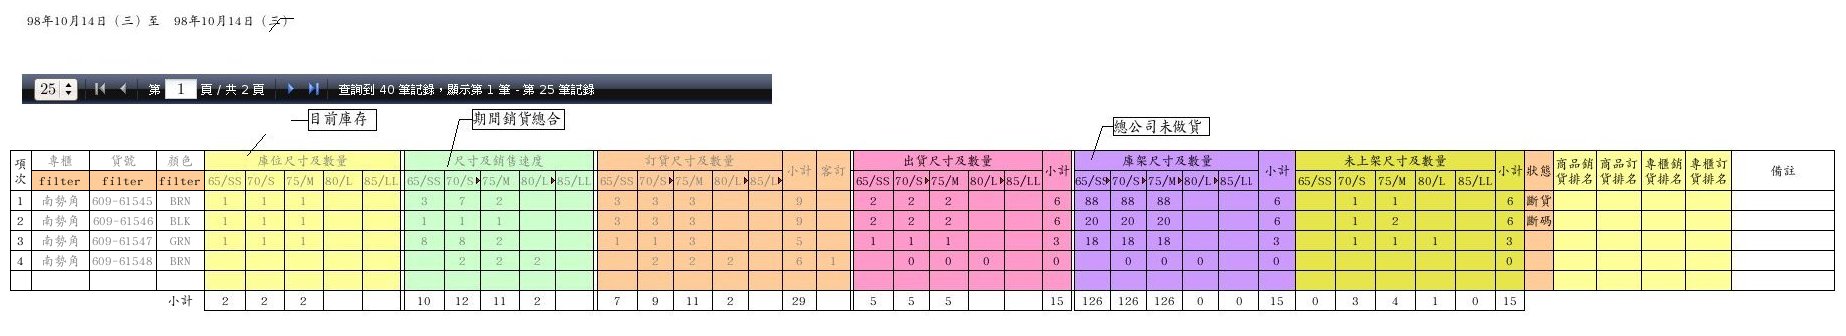 98年10月14日（三）至　98年10月14日（三）
25 第 1 頁 / 共 2 頁 查詢到 40 筆記錄，顯示第 1 筆 - 第 25 筆記錄
目前庫存 期間銷貨總合 總公司未做貨
項次 專櫃 貨號 顏色 庫位尺寸及數量 尺寸及銷售速度 訂貨尺寸及數量 小計 客訂 出貨尺寸及數量 小計 庫架尺寸及數量 小計 未上架尺寸及數量 小計 狀態 商品銷貨排名 商品訂貨排名 專櫃銷貨排名 專櫃訂貨排名 備註
filter filter filter 65/SS 70/S 75/M 80/L 85/LL 65/SS 70/S 75/M 80/L 85/LL 65/SS 70/S 75/M 80/L 85/L 65/SS 70/S 75/M 80/L 85/LL 65/SS 70/S 75/M 80/L 85/LL 65/SS 70/S 75/M 80/L 85/LL
1 南勢角 609-61545 BRN 1 1 1 3 7 2 3 3 3 9 2 2 2 6 88 88 88 6 1 1 6 斷貨
2 南勢角 609-61546 BLK 1 1 1 1 1 1 3 3 3 9 2 2 2 6 20 20 20 6 1 2 6 斷碼
3 南勢角 609-61547 GRN 1 1 1 8 8 2 1 1 3 5 1 1 1 3 18 18 18 3 1 1 1 3
4 南勢角 609-61548 BRN 2 2 2 2 2 2 6 1 0 0 0 0 0 0 0 0 0
小計 2 2 2 10 12 11 2 7 9 11 2 29 5 5 5 15 126 126 126 0 0 15 0 3 4 1 0 15